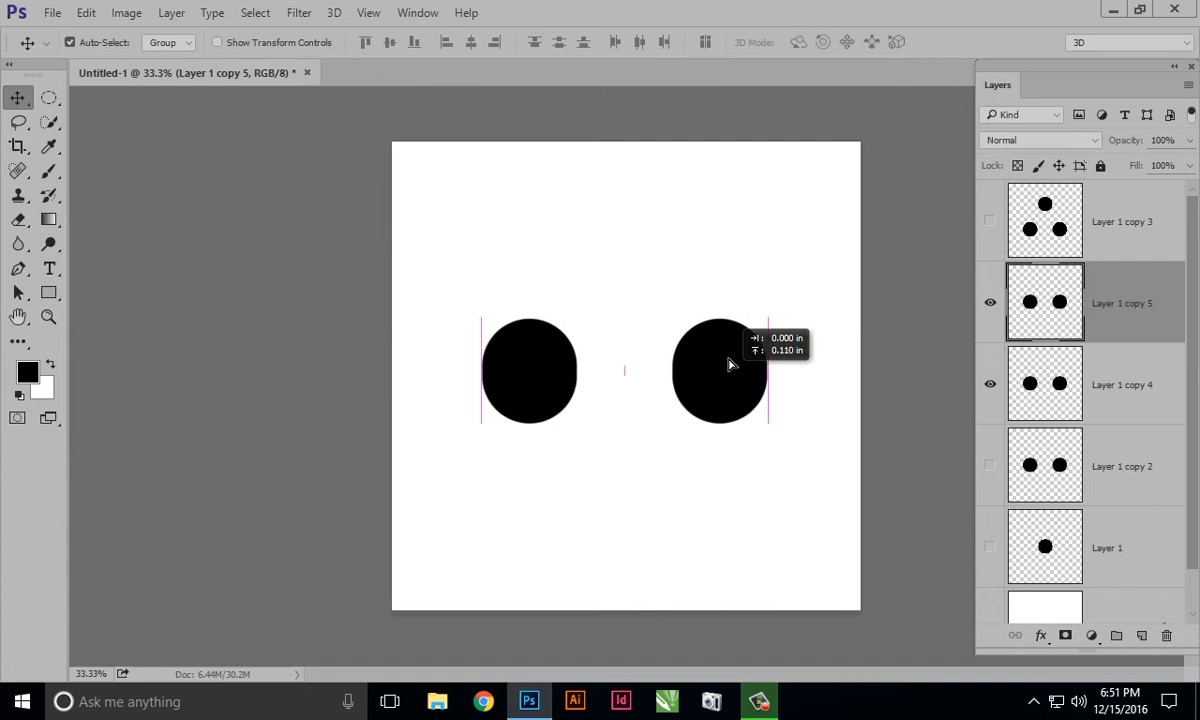 Ps File Edit Image Layer Type Select Filter 3D View Window Help
Auto-Select: Group Show Transform Controls 3D Mode: 3D
Untitled-1 @ 33.3% (Layer 1 copy 5, RGB/8) *
Layers
Kind
Normal Opacity: 100%
Lock: Fill: 100%
Layer 1 copy 3
Layer 1 copy 5
0.000 in
0.110 in
Layer 1 copy 4
Layer 1 copy 2
Layer 1
fx
33.33% Doc: 6.44M/30.2M
Ask me anything Ps Ai Id 6:51 PM
12/15/2016